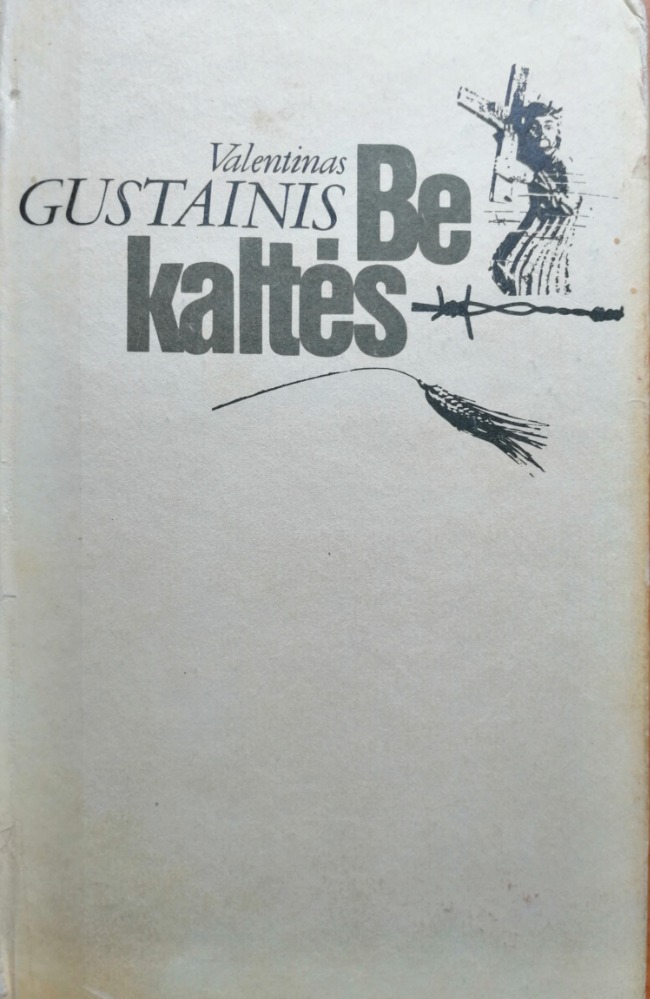 Valentinas
GUSTAINIS
Be
kaltės